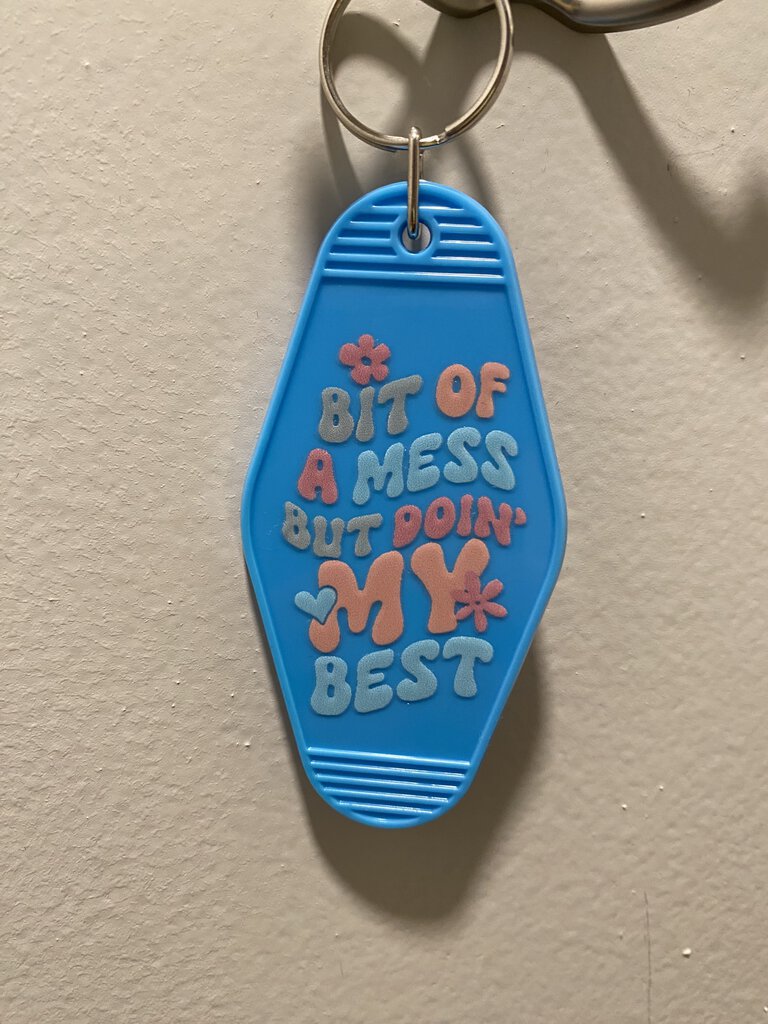 BIT OF
A MESS
BUT DOIN'
MY
BEST